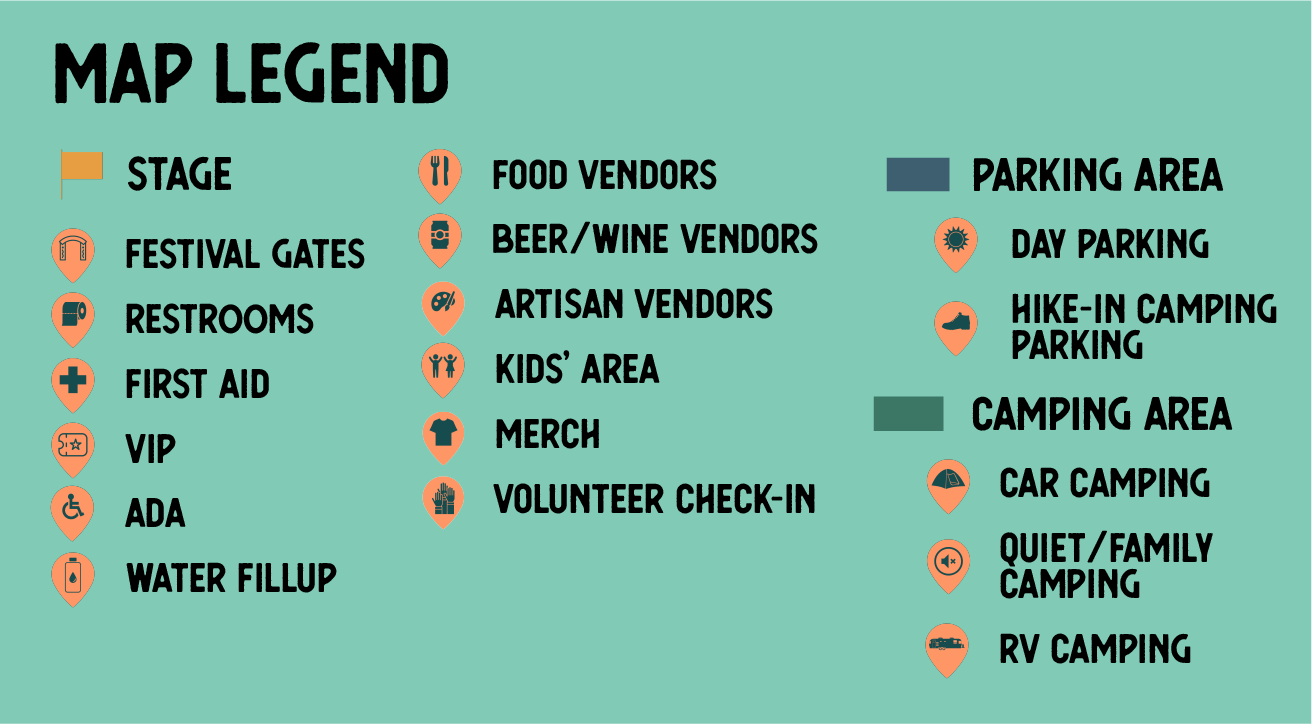 MAP LEGEND
STAGE
FESTIVAL GATES
RESTROOMS
FIRST AID
VIP
ADA
WATER FILLUP
FOOD VENDORS
BEER/WINE VENDORS
ARTISAN VENDORS
KIDS' AREA
MERCH
VOLUNTEER CHECK-IN
PARKING AREA
DAY PARKING
HIKE-IN CAMPING
PARKING
CAMPING AREA
CAR CAMPING
QUIET/FAMILY
CAMPING
RV CAMPING